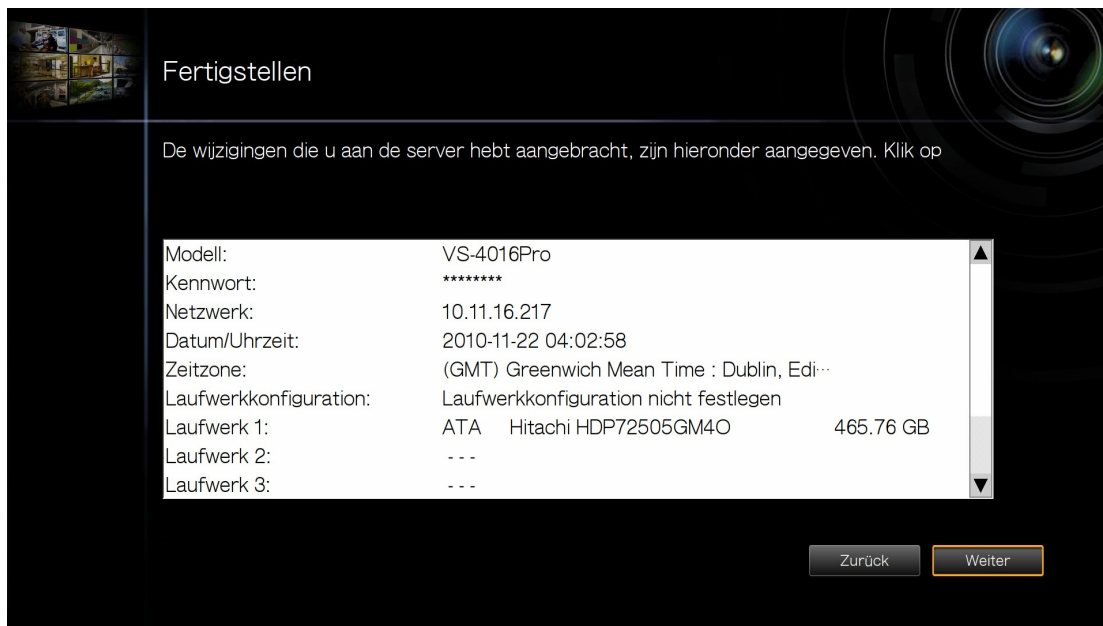 Fertigstellen
De wijzigingen die u aan de server hebt aangebracht, zijn hieronder aangegeven. Klik op
Modell: VS-4016Pro
Kennwort: ********
Netzwerk: 10.11.16.217
Datum/Uhrzeit: 2010-11-22 04:02:58
Zeitzone: (GMT) Greenwich Mean Time : Dublin, Edi···
Laufwerkkonfiguration: Laufwerkkonfiguration nicht festlegen
Laufwerk 1: ATA Hitachi HDP72505GM4O 465.76 GB
Laufwerk 2: - - -
Laufwerk 3: - - -
Zurück Weiter